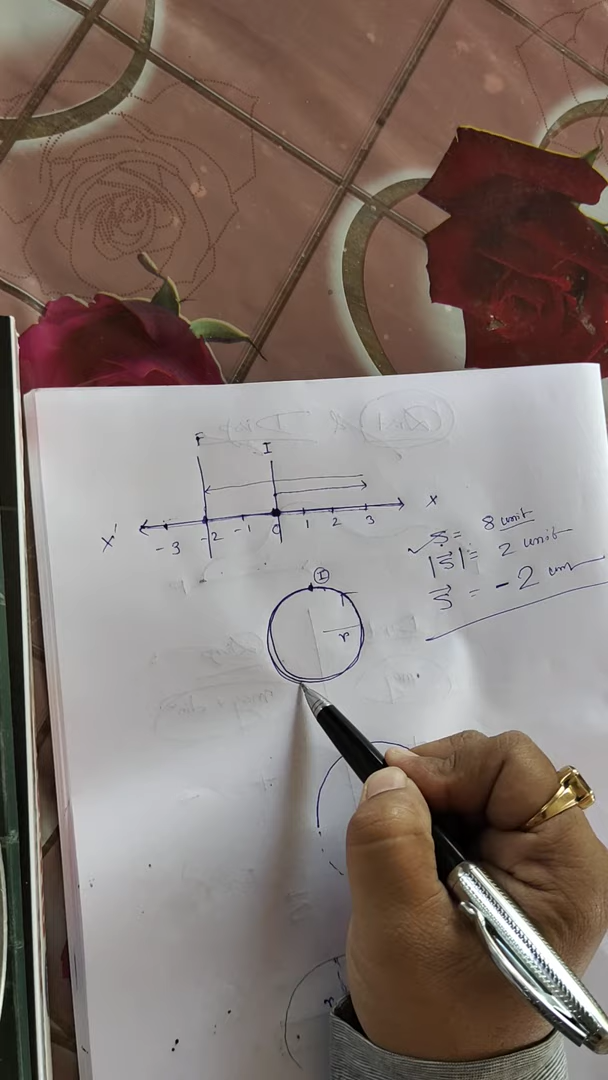 F
I
X' -3 -2 -1 0 1 2 3 X
S = 8 unit
|S⃗| = 2 unit
S⃗ = -2 unit
I
r
r